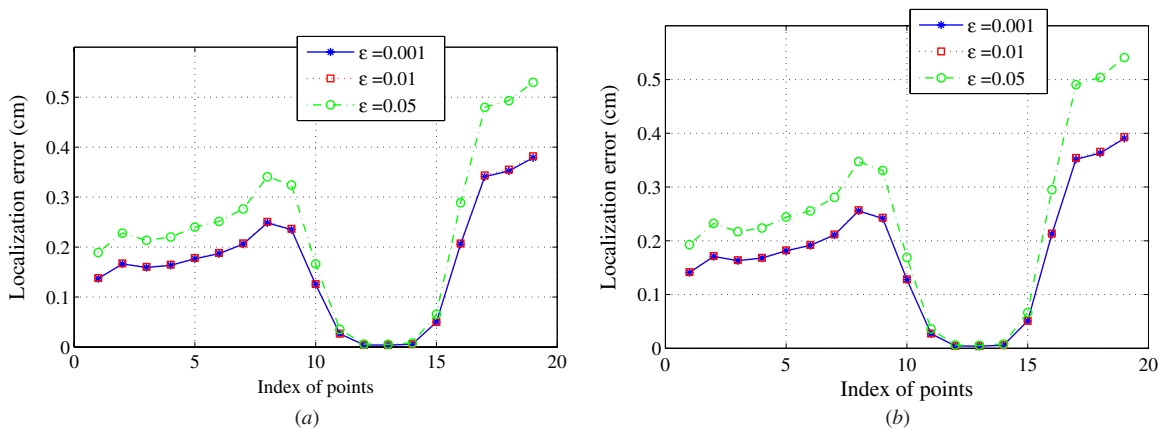 ε =0.001
ε =0.01
ε =0.05
0.5
0.4
0.3
0.2
0.1
0
0
5
10
15
20
Localization error (cm)
Index of points
(a)
ε =0.001
ε =0.01
ε =0.05
0.5
0.4
0.3
0.2
0.1
0
0
5
10
15
20
Localization error (cm)
Index of points
(b)